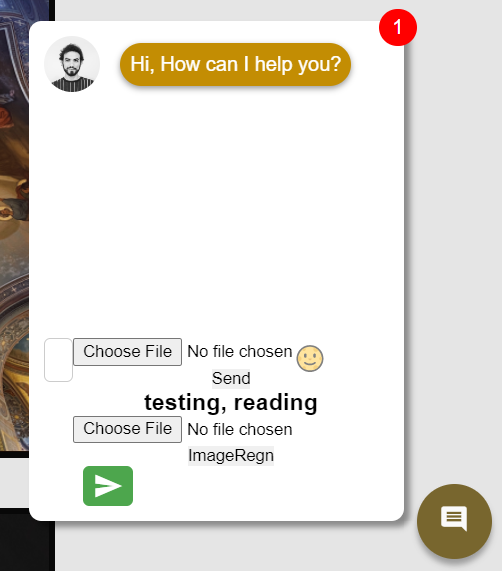 1
Hi, How can I help you?
Choose File No file chosen
Send
testing, reading
Choose File No file chosen
ImageRegn